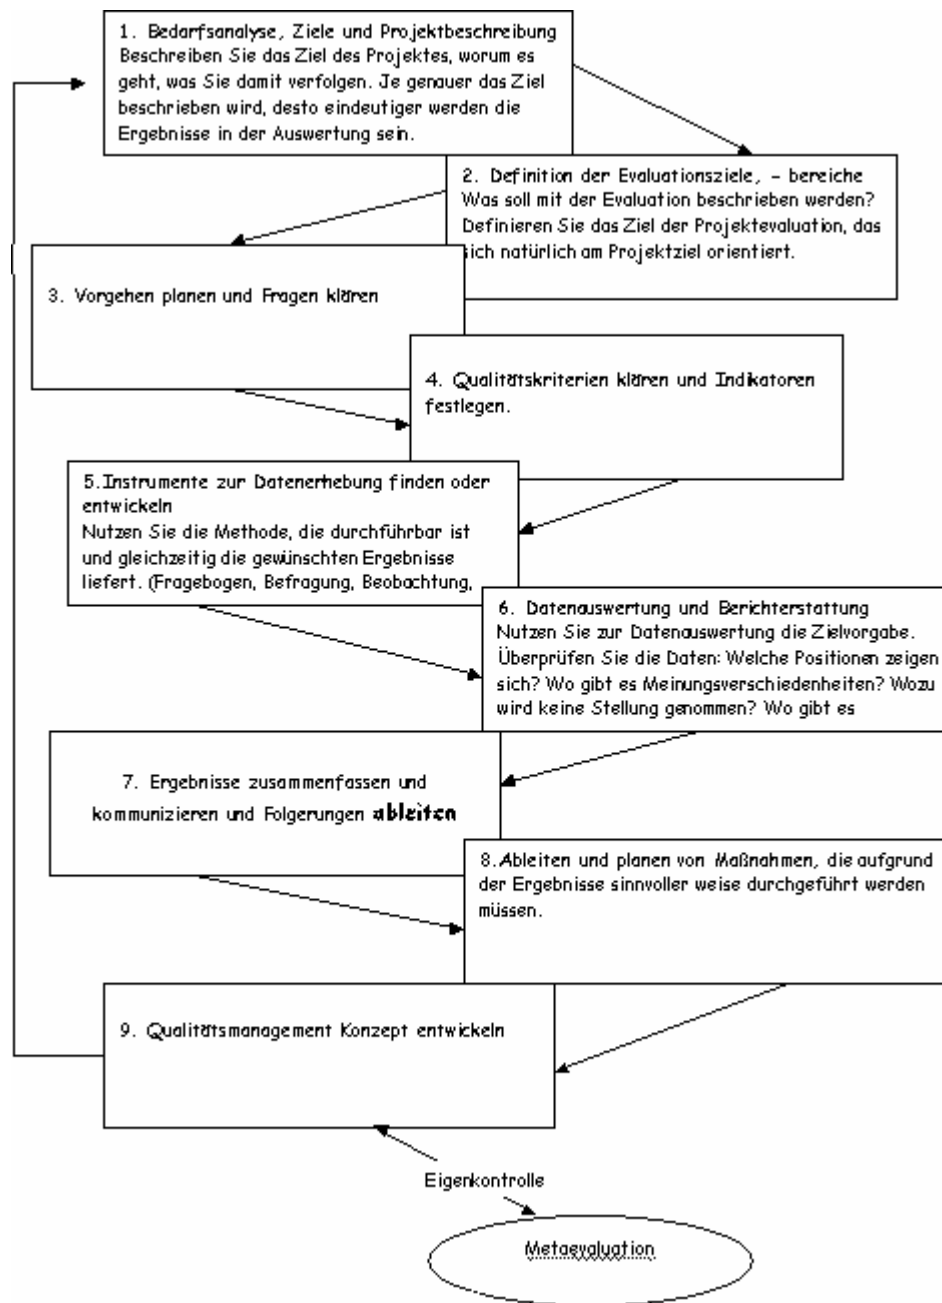 1. Bedarfsanalyse, Ziele und Projektbeschreibung
Beschreiben Sie das Ziel des Projektes, worum es
geht, was Sie damit verfolgen. Je genauer das Ziel
beschrieben wird, desto eindeutiger werden die
Ergebnisse in der Auswertung sein.
2. Definition der Evaluationsziele, - bereiche
Was soll mit der Evaluation beschrieben werden?
Definieren Sie das Ziel der Projektevaluation, das
sich natürlich am Projektziel orientiert.
3. Vorgehen planen und Fragen klären
4. Qualitätskriterien klären und Indikatoren
festlegen.
5.Instrumente zur Datenerhebung finden oder
entwickeln
Nutzen Sie die Methode, die durchführbar ist
und gleichzeitig die gewünschten Ergebnisse
liefert. (Fragebogen, Befragung, Beobachtung,
6. Datenauswertung und Berichterstattung
Nutzen Sie zur Datenauswertung die Zielvorgabe.
Überprüfen Sie die Daten: Welche Positionen zeigen
sich? Wo gibt es Meinungsverschiedenheiten? Wozu
wird keine Stellung genommen? Wo gibt es
7. Ergebnisse zusammenfassen und
kommunizieren und Folgerungen ableiten
8.Ableiten und planen von Maßnahmen, die aufgrund
der Ergebnisse sinnvoller weise durchgeführt werden
müssen.
9. Qualitätsmanagement Konzept entwickeln
Eigenkontrolle
Metaevaluation